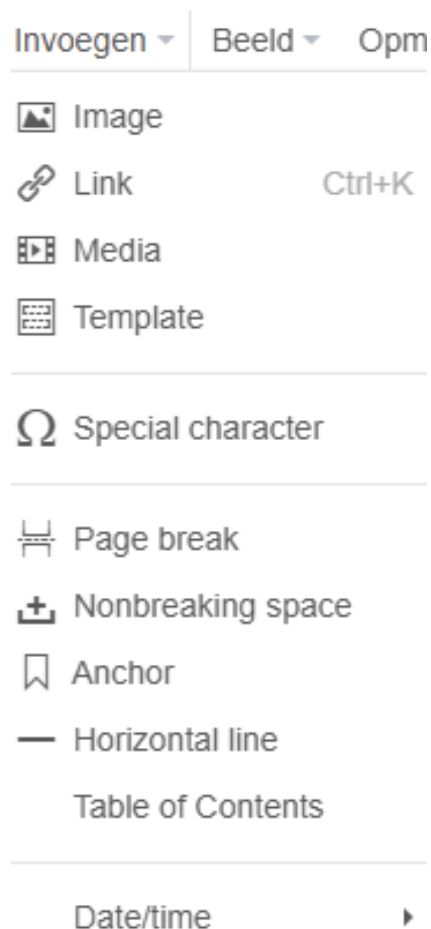 Invoegen Beeld Opm
Image
Link Ctrl+K
Media
Template
Special character
Page break
Nonbreaking space
Anchor
Horizontal line
Table of Contents
Date/time